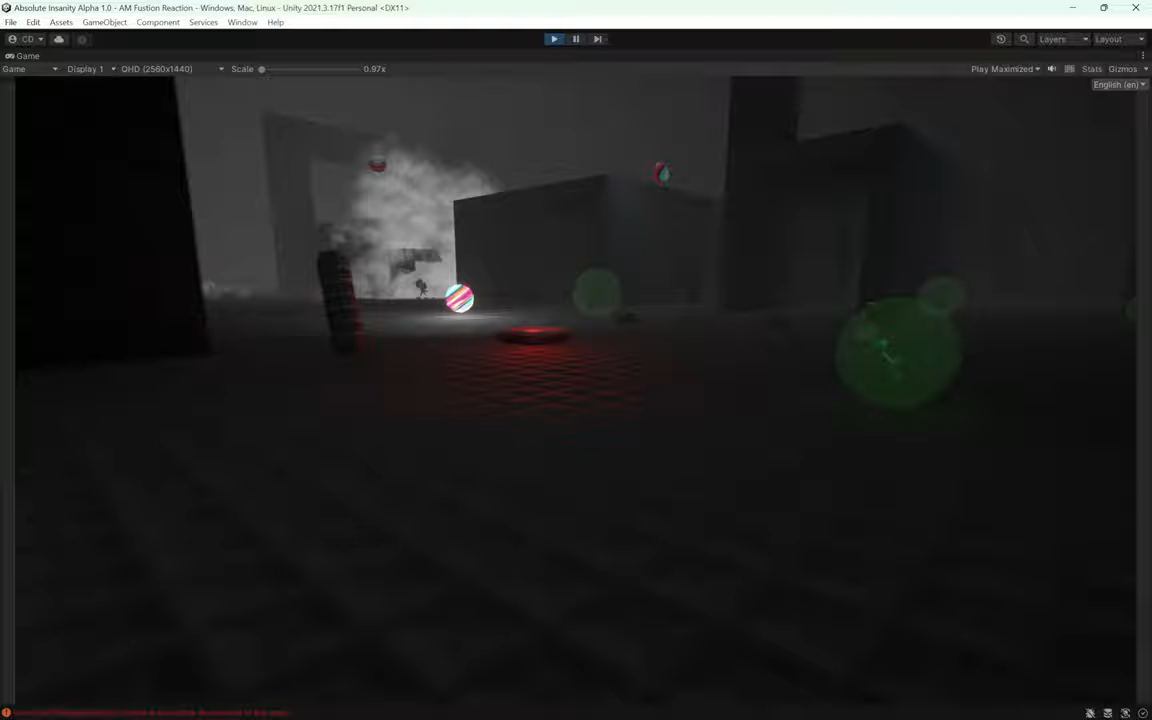 Absolute Insanity Alpha 1.0 - AM Fustion Reaction - Windows, Mac, Linux - Unity 2021.3.17f1 Personal <DX11>
File Edit Assets GameObject Component Services Window Help
CD Layers Layout
Game
Game Display 1 QHD (2560x1440) Scale 0.97x Play Maximized Stats Gizmos
English (en)